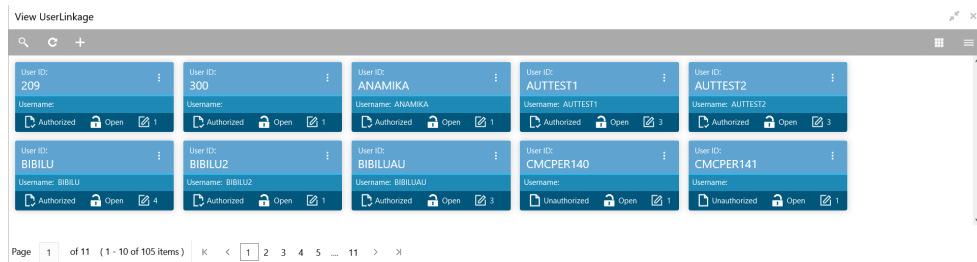 View UserLinkage
User ID: User ID: User ID: User ID: User ID:
209 300 ANAMIKA AUTTEST1 AUTTEST2
Username: Username: Username: ANAMIKA Username: AUTTEST1 Username: AUTTEST2
Authorized Open 1 Authorized Open 1 Authorized Open 1 Authorized Open 3 Authorized Open 3
User ID: User ID: User ID: User ID: User ID:
BIBILU BIBILU2 BIBILUAU CMCPER140 CMCPER141
Username: BIBILU Username: BIBILU2 Username: BIBILUAU Username: Username:
Authorized Open 4 Authorized Open 1 Authorized Open 3 Unauthorized Open 1 Unauthorized Open 1
Page 1 of 11 ( 1 - 10 of 105 items ) 1 2 3 4 5 ... 11